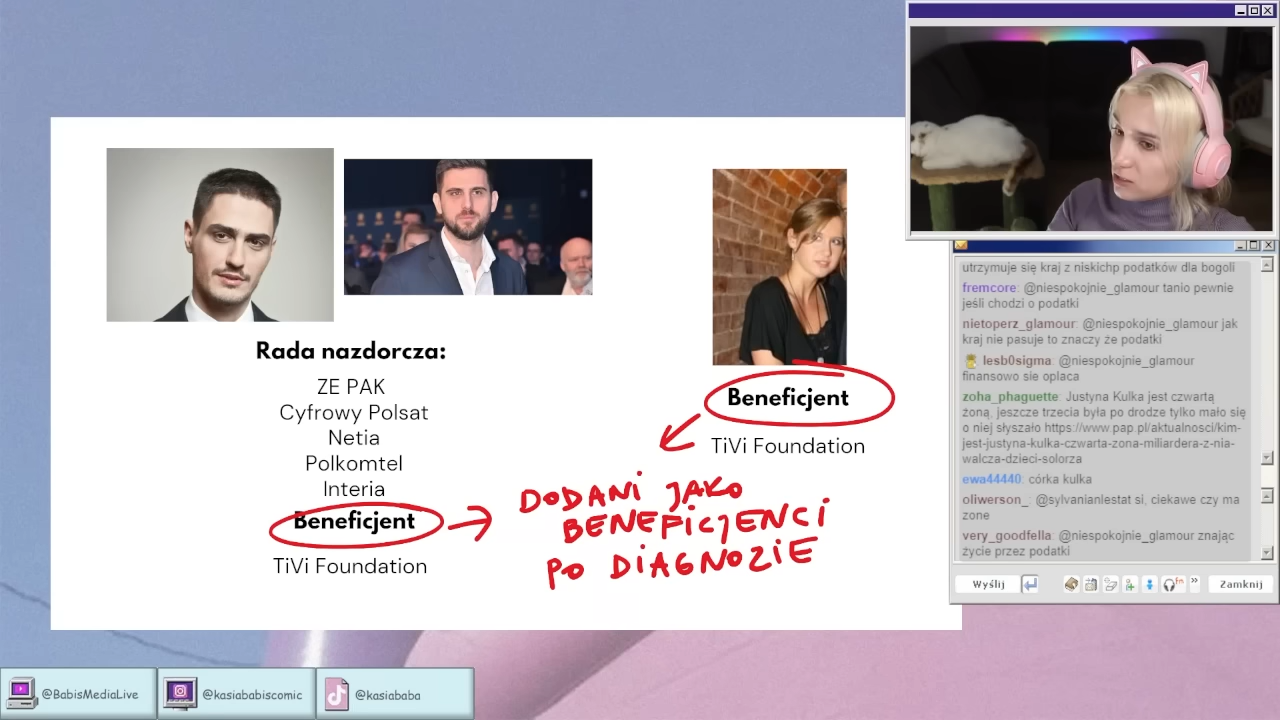 Rada nazdorcza:
ZE PAK
Cyfrowy Polsat
Netia
Polkomtel
Interia
Beneficjent
TiVi Foundation
Beneficjent
TiVi Foundation
DODANI JAKO
BENEFICJENCI
PO DIAGNOZIE
utrzymuje się kraj z niskichp podatków dla bogoli
fremcore: @niespokojnie_glamour tanio pewnie
jeśli chodzi o podatki
nietoperz_glamour: @niespokojnie_glamour jak
kraj nie pasuje to znaczy że podatki
lesb0sigma: @niespokojnie_glamour
finansowo sie oplaca
zoha_phaguette: Justyna Kulka jest czwartą
żoną, jeszcze trzecia była po drodze tylko mało się
o niej słyszało https://www.pap.pl/aktualnosci/kim-
jest-justyna-kulka-czwarta-zona-miliardera-z-nia-
walcza-dzieci-solorza
ewa44440: córka kulka
oliwerson_: @sylvanianlestat si, ciekawe czy ma
zone
very_goodfella: @niespokojnie_glamour znając
życie przez podatki
Wyślij
fn
Zamknij
@BabisMediaLive
@kasiababiscomic
@kasiababa